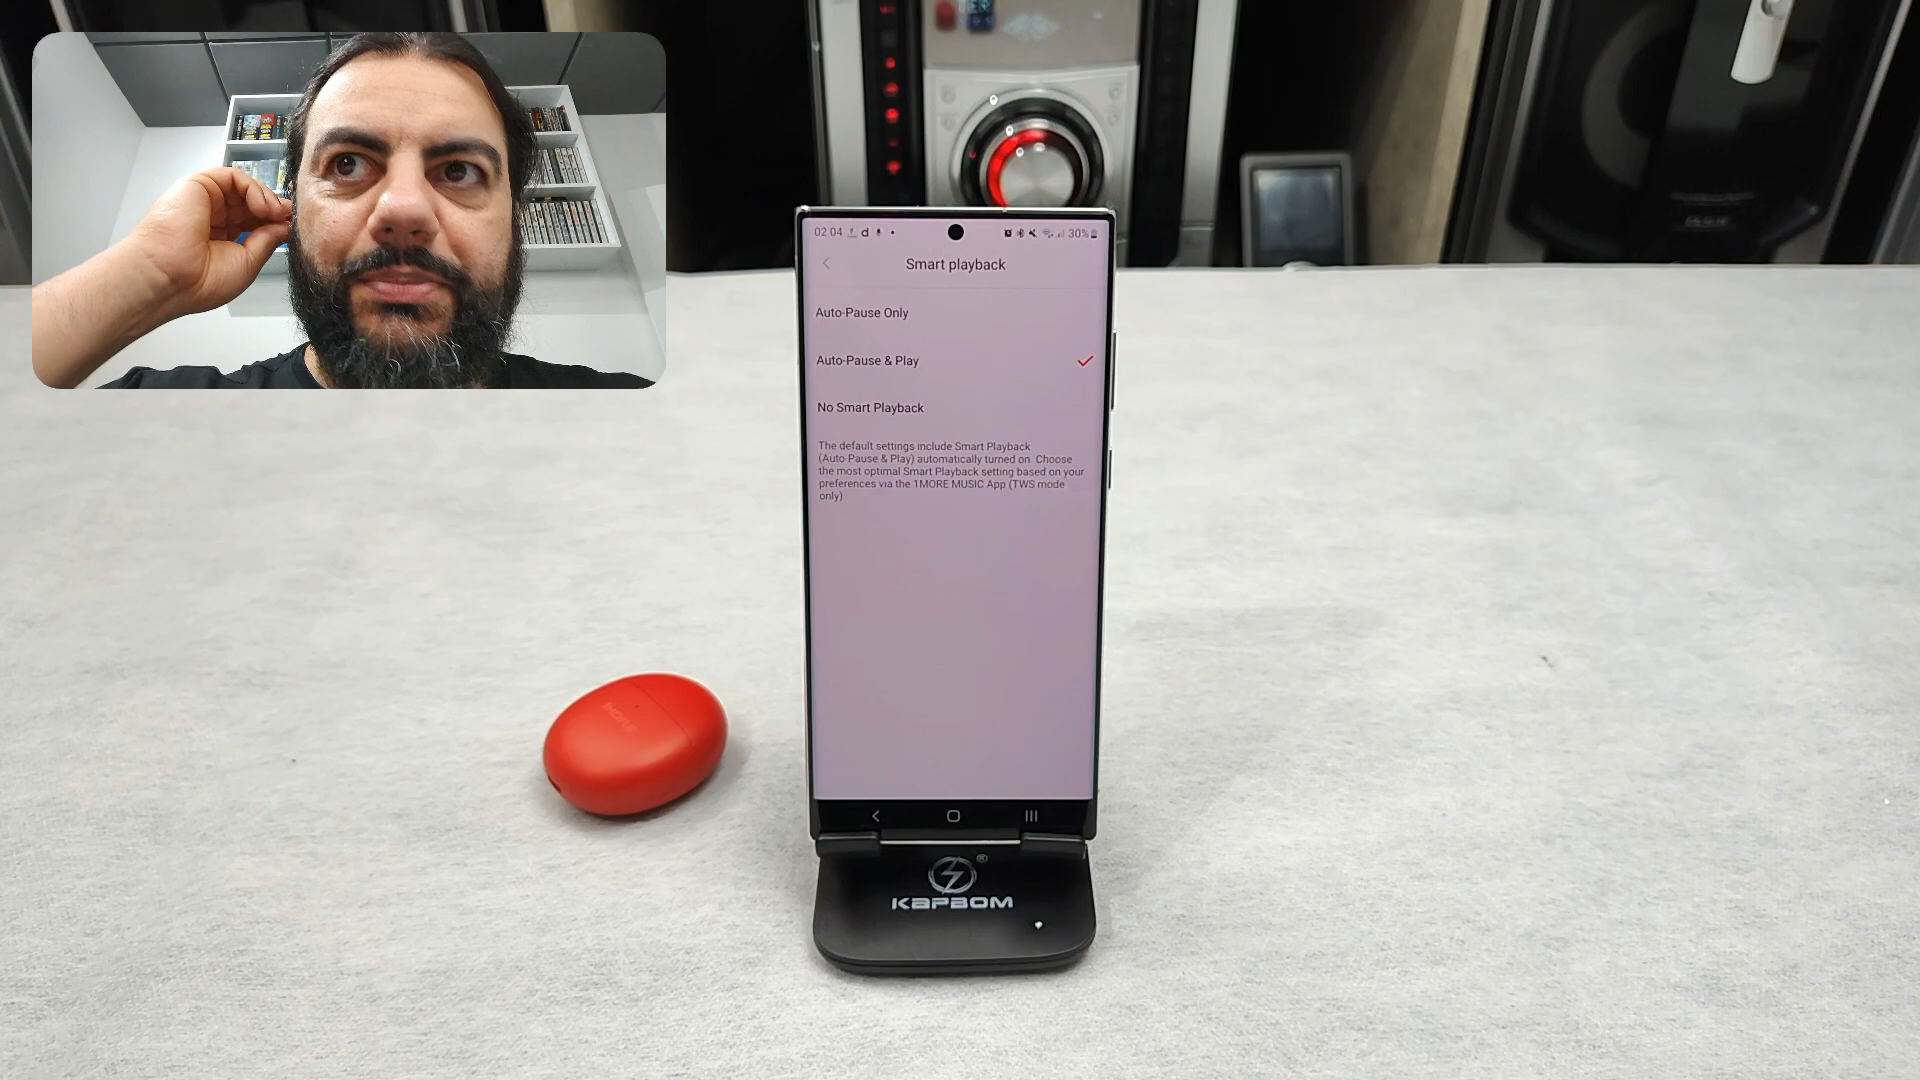 02:04
30%
Smart playback
Auto-Pause Only
Auto-Pause & Play
No Smart Playback
The default settings include Smart Playback
(Auto-Pause & Play) automatically turned on. Choose
the most optimal Smart Playback setting based on your
preferences via the 1MORE MUSIC App (TWS mode
only)
1MORE
KAPBOM